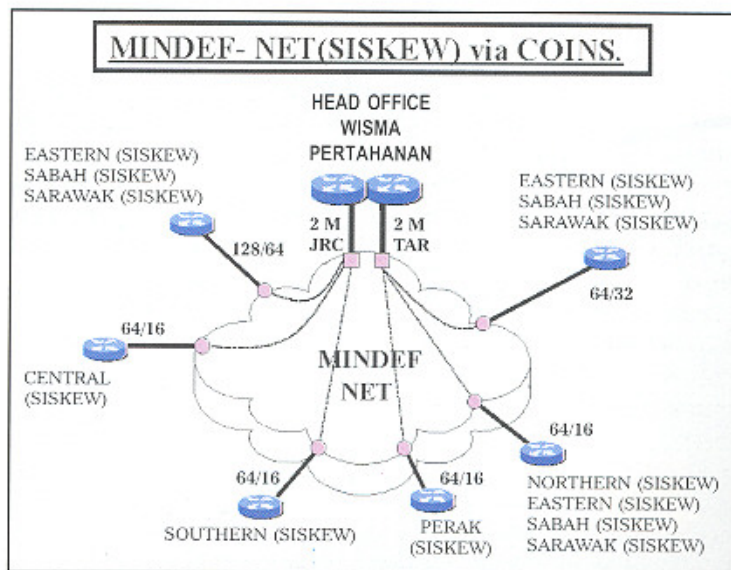 MINDEF- NET(SISKEW) via COINS.
HEAD OFFICE
WISMA
PERTAHANAN
EASTERN (SISKEW)
SABAH (SISKEW)
SARAWAK (SISKEW)
EASTERN (SISKEW)
SABAH (SISKEW)
SARAWAK (SISKEW)
2 M
JRC
2 M
TAR
128/64
64/32
64/16
CENTRAL
(SISKEW)
MINDEF
NET
64/16
SOUTHERN (SISKEW)
64/16
PERAK
(SISKEW)
64/16
NORTHERN (SISKEW)
EASTERN (SISKEW)
SABAH (SISKEW)
SARAWAK (SISKEW)